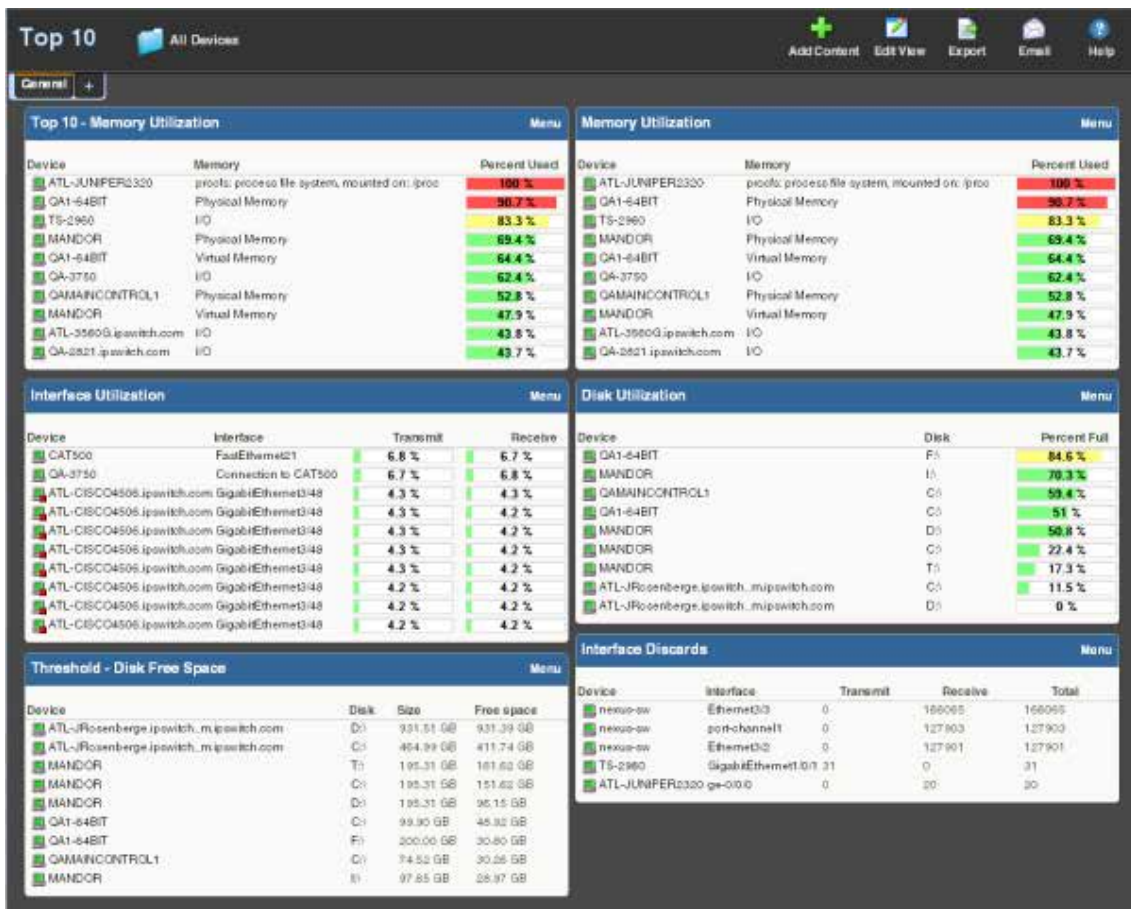 Top 10 All Devices Add Content Edit View Export Email Help
General +
Top 10 - Memory Utilization Menu
Device Memory Percent Used
ATL-JUNIPER2320 procfs: process file system, mounted on: /proc 100 %
QA1-64BIT Physical Memory 90.7 %
TS-2960 I/O 83.3 %
MANDOR Physical Memory 69.4 %
QA1-64BIT Virtual Memory 64.4 %
QA-3750 I/O 62.4 %
QAMAINCONTROL1 Physical Memory 52.8 %
MANDOR Virtual Memory 47.9 %
ATL-3560G.ipswitch.com I/O 43.8 %
QA-2821.ipswitch.com I/O 43.7 %
Memory Utilization Menu
Device Memory Percent Used
ATL-JUNIPER2320 procfs: process file system, mounted on: /proc 100 %
QA1-64BIT Physical Memory 90.7 %
TS-2960 I/O 83.3 %
MANDOR Physical Memory 69.4 %
QA1-64BIT Virtual Memory 64.4 %
QA-3750 I/O 62.4 %
QAMAINCONTROL1 Physical Memory 52.8 %
MANDOR Virtual Memory 47.9 %
ATL-3560G.ipswitch.com I/O 43.8 %
QA-2821.ipswitch.com I/O 43.7 %
Interface Utilization Menu
Device Interface Transmit Receive
CAT500 FastEthernet21 6.8 % 6.7 %
QA-3750 Connection to CAT500 6.7 % 6.8 %
ATL-CISCO4506.ipswitch.com GigabitEthernet3/48 4.3 % 4.3 %
ATL-CISCO4506.ipswitch.com GigabitEthernet3/48 4.3 % 4.2 %
ATL-CISCO4506.ipswitch.com GigabitEthernet3/48 4.3 % 4.2 %
ATL-CISCO4506.ipswitch.com GigabitEthernet3/48 4.3 % 4.2 %
ATL-CISCO4506.ipswitch.com GigabitEthernet3/48 4.3 % 4.2 %
ATL-CISCO4506.ipswitch.com GigabitEthernet3/48 4.2 % 4.2 %
ATL-CISCO4506.ipswitch.com GigabitEthernet3/48 4.2 % 4.2 %
ATL-CISCO4506.ipswitch.com GigabitEthernet3/48 4.2 % 4.2 %
Disk Utilization Menu
Device Disk Percent Full
QA1-64BIT F:\ 84.6 %
MANDOR I:\ 70.3 %
QAMAINCONTROL1 C:\ 59.4 %
QA1-64BIT C:\ 51 %
MANDOR D:\ 50.8 %
MANDOR C:\ 22.4 %
MANDOR T:\ 17.3 %
ATL-JRosenberge.ipswitch_m.ipswitch.com C:\ 11.5 %
ATL-JRosenberge.ipswitch_m.ipswitch.com D:\ 0 %
Threshold - Disk Free Space Menu
Device Disk Size Free space
ATL-JRosenberge.ipswitch_m.ipswitch.com D:\ 931.51 GB 931.39 GB
ATL-JRosenberge.ipswitch_m.ipswitch.com C:\ 464.99 GB 411.74 GB
MANDOR T:\ 195.31 GB 161.62 GB
MANDOR C:\ 195.31 GB 151.62 GB
MANDOR D:\ 195.31 GB 96.15 GB
QA1-64BIT C:\ 99.90 GB 48.92 GB
QA1-64BIT F:\ 200.00 GB 30.80 GB
QAMAINCONTROL1 C:\ 74.52 GB 30.26 GB
MANDOR I:\ 97.65 GB 28.97 GB
Interface Discards Menu
Device Interface Transmit Receive Total
nexus-sw Ethernet3/3 0 166065 166065
nexus-sw port-channel1 0 127903 127903
nexus-sw Ethernet3/2 0 127901 127901
TS-2960 GigabitEthernet1/0/1 31 0 31
ATL-JUNIPER2320 ge-0/0/0 0 20 20